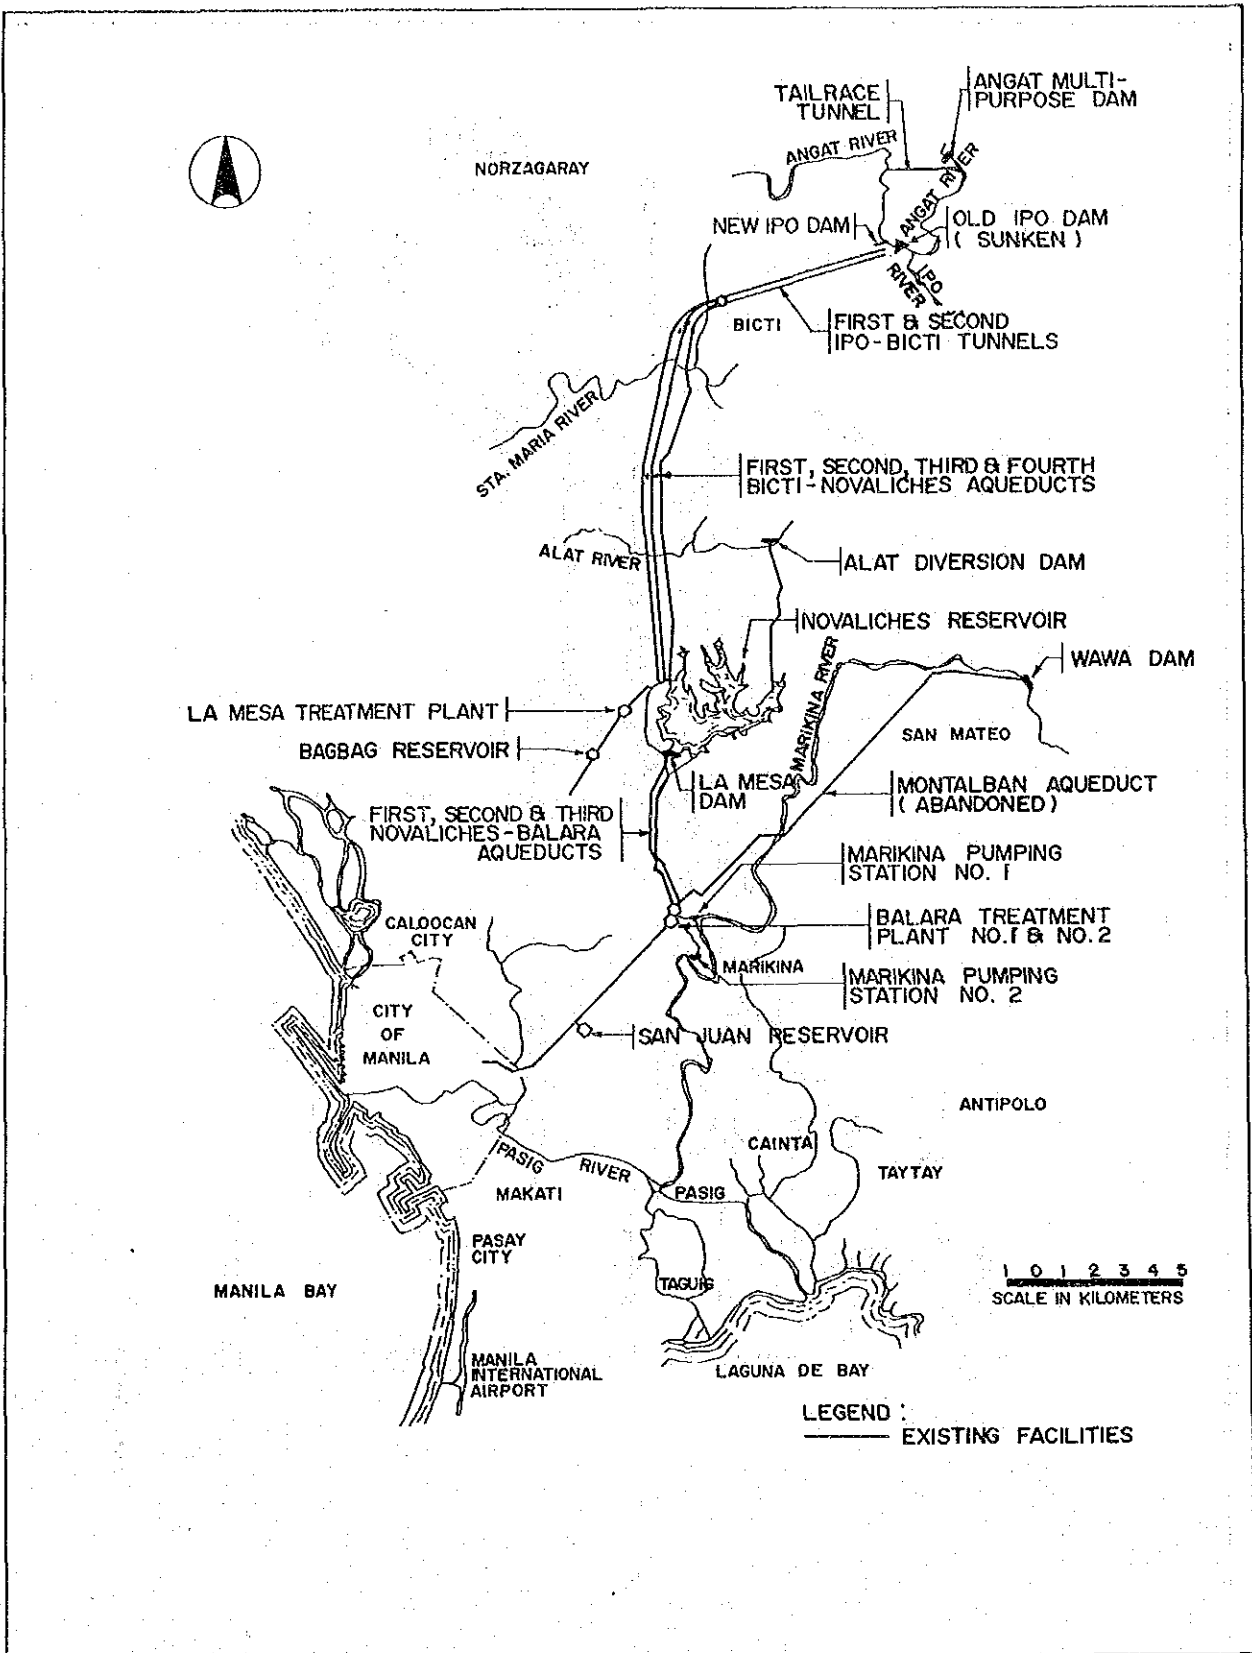 TAILRACE
TUNNEL
ANGAT MULTI-
PURPOSE DAM
ANGAT RIVER
NORZAGARAY
ANGAT RIVER
NEW IPO DAM
OLD IPO DAM
( SUNKEN )
IPO
RIVER
BICTI
FIRST & SECOND
IPO-BICTI TUNNELS
STA. MARIA RIVER
FIRST, SECOND, THIRD & FOURTH
BICTI-NOVALICHES AQUEDUCTS
ALAT RIVER
ALAT DIVERSION DAM
NOVALICHES RESERVOIR
MARIKINA RIVER
WAWA DAM
LA MESA TREATMENT PLANT
SAN MATEO
BAGBAG RESERVOIR
LA MESA
DAM
MONTALBAN AQUEDUCT
( ABANDONED )
FIRST, SECOND & THIRD
NOVALICHES-BALARA
AQUEDUCTS
MARIKINA PUMPING
STATION NO. 1
CALOOCAN
CITY
BALARA TREATMENT
PLANT NO.1 & NO.2
MARIKINA
MARIKINA PUMPING
STATION NO. 2
CITY
OF
MANILA
SAN JUAN RESERVOIR
ANTIPOLO
CAINTA
TAYTAY
PASIG RIVER
MAKATI
PASIG
PASAY
CITY
TAGUIG
MANILA BAY
1 0 1 2 3 4 5
SCALE IN KILOMETERS
MANILA
INTERNATIONAL
AIRPORT
LAGUNA DE BAY
LEGEND :
EXISTING FACILITIES